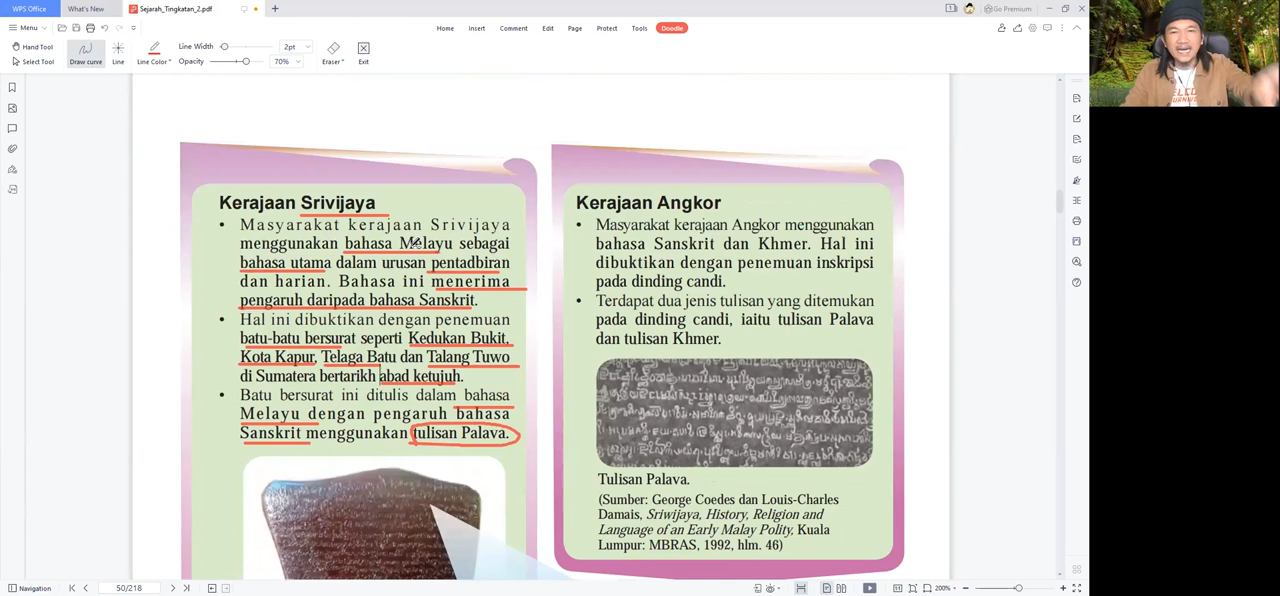 WPS Office
What's New
Sejarah_Tingkatan_2.pdf
Go Premium
Menu
Home
Insert
Comment
Edit
Page
Protect
Tools
Doodle
Hand Tool
Select Tool
Draw curve
Line
Line Color
Line Width
2pt
Opacity
70%
Eraser
Exit
Kerajaan Srivijaya
• Masyarakat kerajaan Srivijaya
menggunakan bahasa Melayu sebagai
bahasa utama dalam urusan pentadbiran
dan harian. Bahasa ini menerima
pengaruh daripada bahasa Sanskrit.
• Hal ini dibuktikan dengan penemuan
batu-batu bersurat seperti Kedukan Bukit,
Kota Kapur, Telaga Batu dan Talang Tuwo
di Sumatera bertarikh abad ketujuh.
• Batu bersurat ini ditulis dalam bahasa
Melayu dengan pengaruh bahasa
Sanskrit menggunakan tulisan Palava.
Kerajaan Angkor
• Masyarakat kerajaan Angkor menggunakan
bahasa Sanskrit dan Khmer. Hal ini
dibuktikan dengan penemuan inskripsi
pada dinding candi.
• Terdapat dua jenis tulisan yang ditemukan
pada dinding candi, iaitu tulisan Palava
dan tulisan Khmer.
Tulisan Palava.
(Sumber: George Coedes dan Louis-Charles
Damais, Sriwijaya, History, Religion and
Language of an Early Malay Polity, Kuala
Lumpur: MBRAS, 1992, hlm. 46)
Navigation
50/218
200%